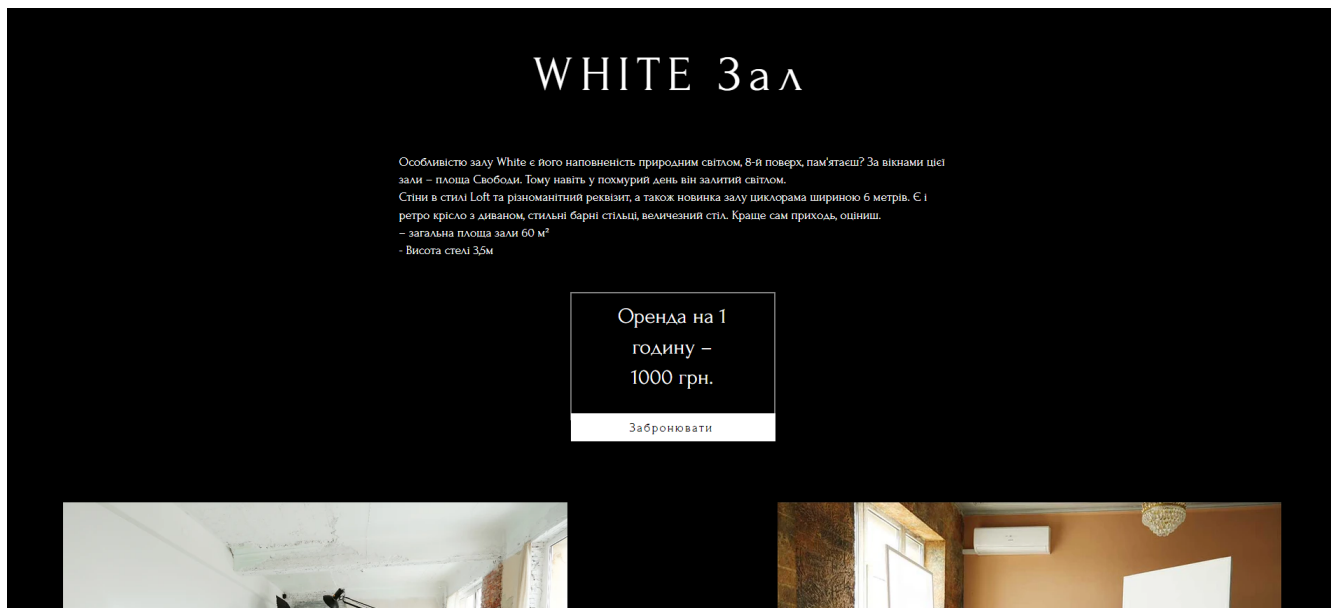 WHITE Зал
Особливістю залу White є його наповненість природним світлом, 8-й поверх, пам'ятаєш? За вікнами цієї
зали – площа Свободи. Тому навіть у похмурий день він залитий світлом.
Стіни в стилі Loft та різноманітний реквізит, а також новинка залу циклорама шириною 6 метрів. Є і
ретро крісло з диваном, стильні барні стільці, величезний стіл. Краще сам приходь, оціниш.
– загальна площа зали 60 м²
- Висота стелі 3,5м
Оренда на 1
годину –
1000 грн.
Забронювати